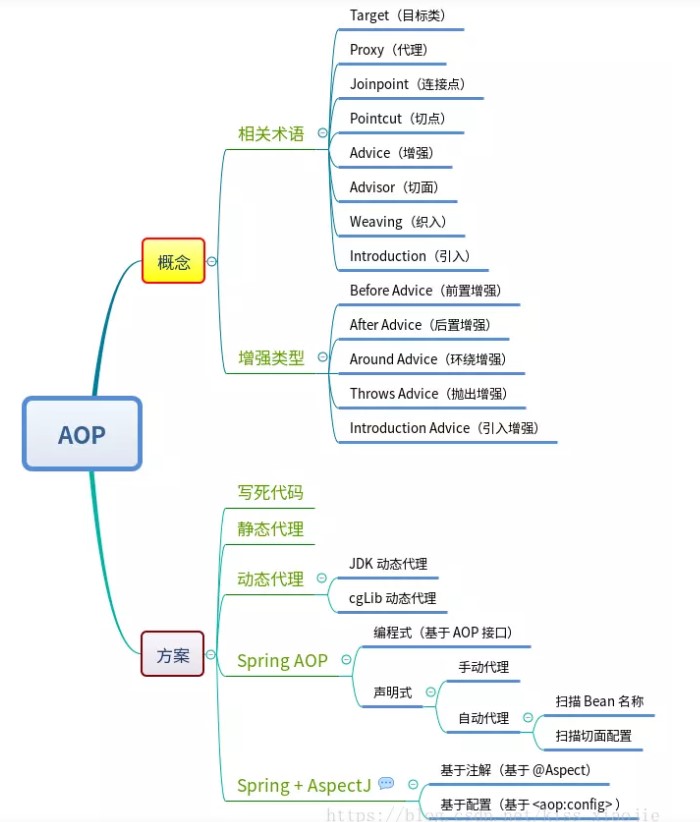 AOP
概念
相关术语
Target（目标类）
Proxy（代理）
Joinpoint（连接点）
Pointcut（切点）
Advice（增强）
Advisor（切面）
Weaving（织入）
Introduction（引入）
增强类型
Before Advice（前置增强）
After Advice（后置增强）
Around Advice（环绕增强）
Throws Advice（抛出增强）
Introduction Advice（引入增强）
方案
写死代码
静态代理
动态代理
JDK 动态代理
cgLib 动态代理
Spring AOP
编程式（基于 AOP 接口）
声明式
手动代理
自动代理
扫描 Bean 名称
扫描切面配置
Spring + AspectJ
基于注解（基于 @Aspect）
基于配置（基于 <aop:config> ）